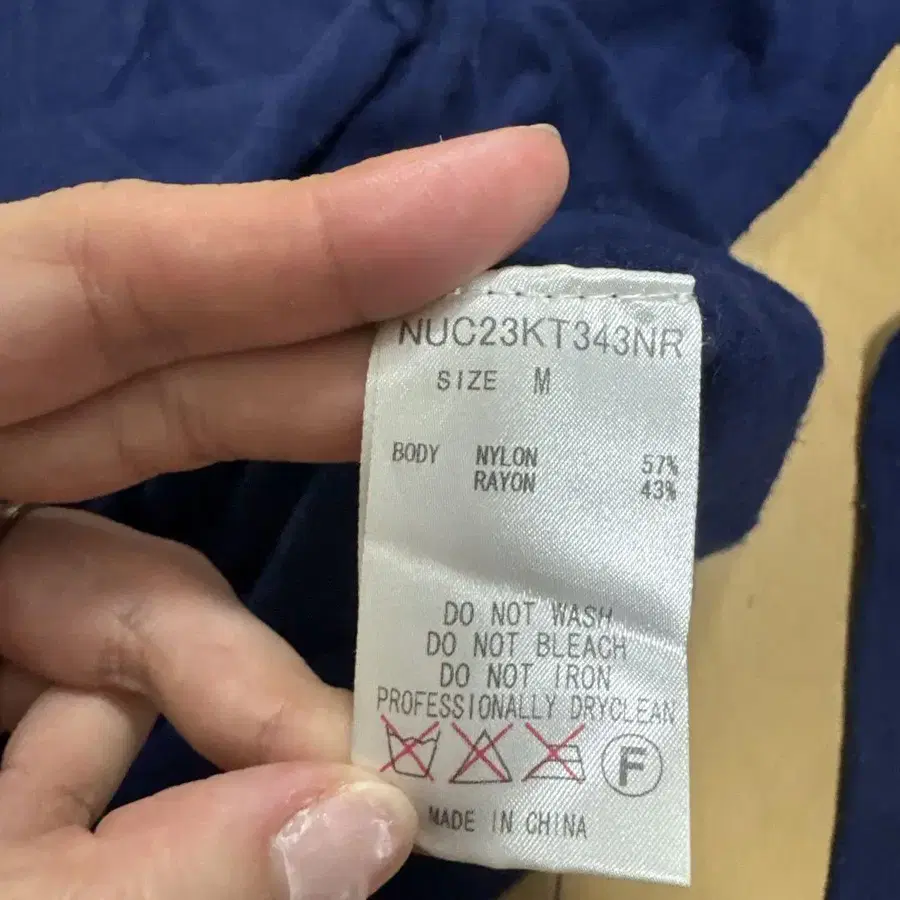 NUC23KT343NR
SIZE M
BODY NYLON 57%
RAYON 43%
DO NOT WASH
DO NOT BLEACH
DO NOT IRON
PROFESSIONALLY DRYCLEAN
F
MADE IN CHINA